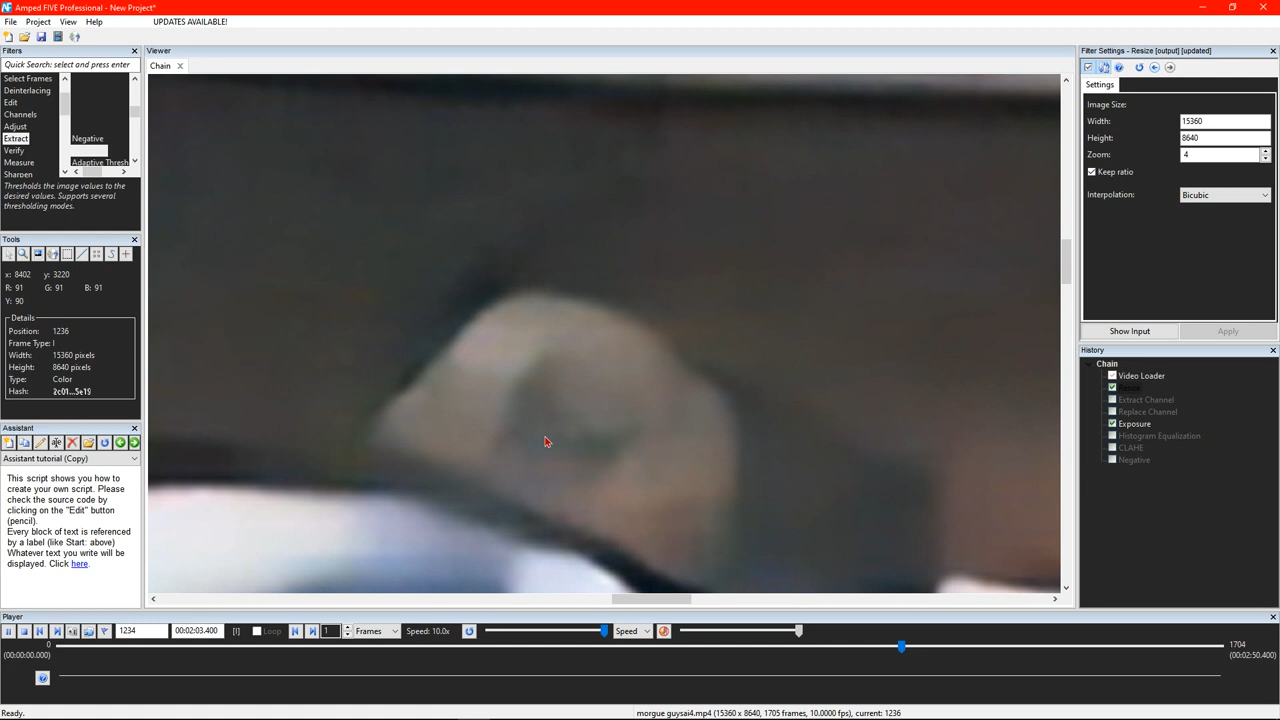 Amped FIVE Professional - New Project*
File Project View Help UPDATES AVAILABLE!
Filters
Quick Search: select and press enter
Select Frames
Deinterlacing
Edit
Channels
Adjust
Extract
Negative
Verify
Measure
Adaptive Thresh
Sharpen
Thresholds the image values to the
desired values. Supports several
thresholding modes.
Tools
x: 8402 y: 3220
R: 91 G: 91 B: 91
Y: 90
Details
Position: 1236
Frame Type: I
Width: 15360 pixels
Height: 8640 pixels
Type: Color
Hash: 2c01...5e19
Assistant
Assistant tutorial (Copy)
This script shows you how to
create your own script. Please
check the source code by
clicking on the "Edit" button
(pencil).
Every block of text is referenced
by a label (like Start: above)
Whatever text you write will be
displayed. Click here.
Viewer
Chain
Filter Settings - Resize [output] [updated]
Settings
Image Size:
Width: 15360
Height: 8640
Zoom: 4
Keep ratio
Interpolation: Bicubic
Show Input Apply
History
Chain
Video Loader
Resize
Extract Channel
Replace Channel
Exposure
Histogram Equalization
CLAHE
Negative
Player
1234 00:02:03.400 [I] Loop 1 Frames Speed: 10.0x Speed
0 1704
(00:00:00.000) (00:02:50.400)
Ready. morgue guysai4.mp4 (15360 x 8640, 1705 frames, 10.0000 fps), current: 1236